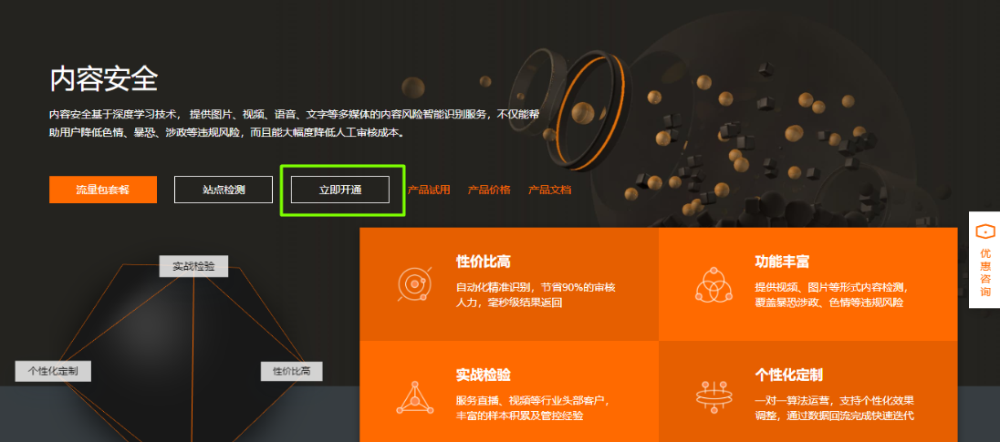 内容安全
内容安全基于深度学习技术， 提供图片、视频、语音、文字等多媒体的内容风险智能识别服务，不仅能帮
助用户降低色情、暴恐、涉政等违规风险，而且能大幅度降低人工审核成本。
流量包套餐 站点检测 立即开通 产品试用 产品价格 产品文档
优惠咨询
实战检验
个性化定制
性价比高
性价比高
自动化精准识别，节省90%的审核
人力，毫秒级结果返回
功能丰富
提供视频、图片等形式内容检测，
覆盖暴恐涉政、色情等违规风险
实战检验
服务直播、视频等行业头部客户，
丰富的样本积累及管控经验
个性化定制
一对一算法运营，支持个性化效果
调整，通过数据回流完成快速迭代